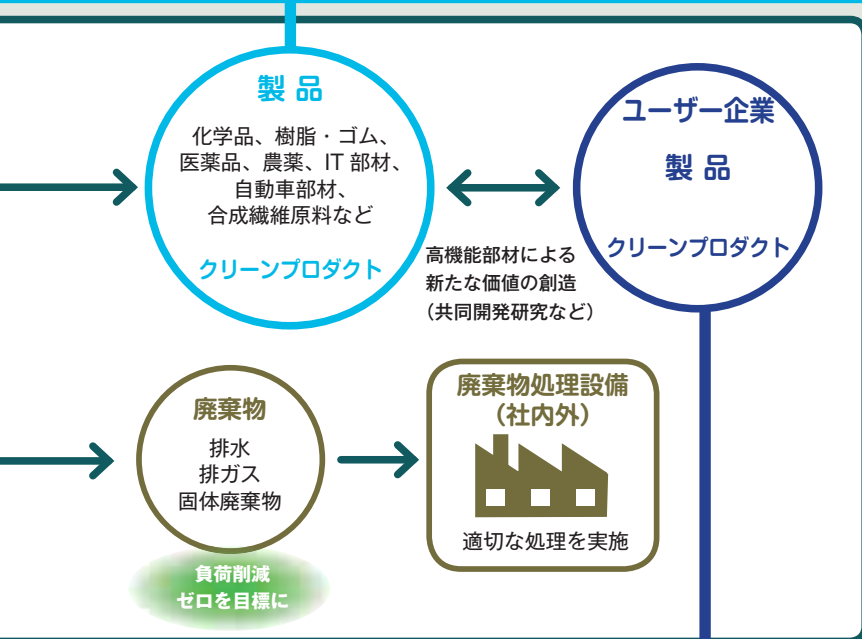 製 品
化学品、樹脂・ゴム、
医薬品、農薬、IT 部材、
自動車部材、
合成繊維原料など
クリーンプロダクト
高機能部材による
新たな価値の創造
（共同開発研究など）
ユーザー企業
製 品
クリーンプロダクト
廃棄物
排水
排ガス
固体廃棄物
負荷削減
ゼロを目標に
廃棄物処理設備
（社内外）
適切な処理を実施